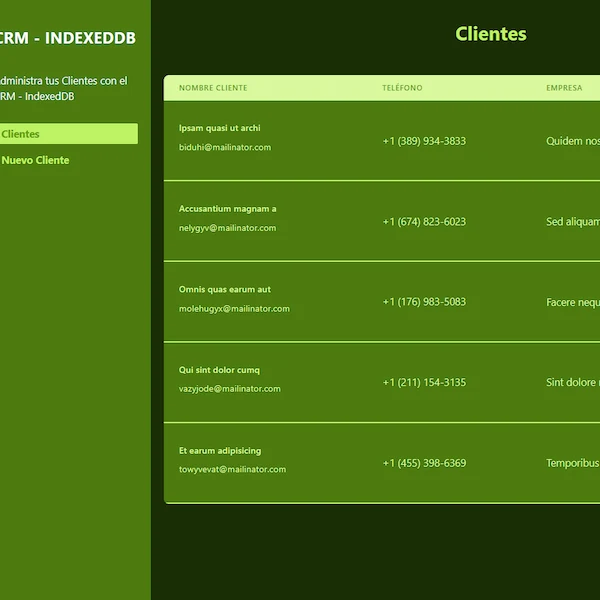 CRM - INDEXEDDB
dministra tus Clientes con el
RM - IndexedDB
Clientes
Nuevo Cliente
Clientes
NOMBRE CLIENTE TELÉFONO EMPRESA
Ipsam quasi ut archi
biduhi@mailinator.com
+1 (389) 934-3833 Quidem nos
Accusantium magnam a
nelygyv@mailinator.com
+1 (674) 823-6023 Sed aliquam
Omnis quas earum aut
molehugyx@mailinator.com
+1 (176) 983-5083 Facere nequ
Qui sint dolor cumq
vazyjode@mailinator.com
+1 (211) 154-3135 Sint dolore
Et earum adipisicing
towyvevat@mailinator.com
+1 (455) 398-6369 Temporibus